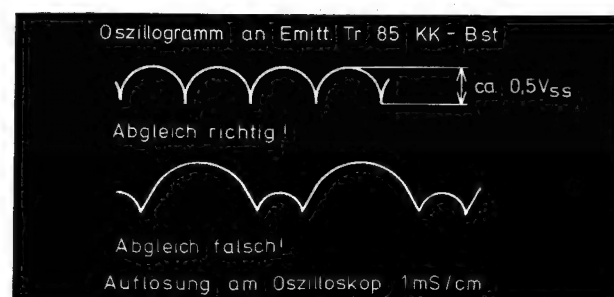 Oszillogramm an Emitt. Tr 85 KK-Bst
ca. 0,5Vss
Abgleich richtig!
Abgleich falsch!
Auflosung am Oszilloskop 1mS/cm